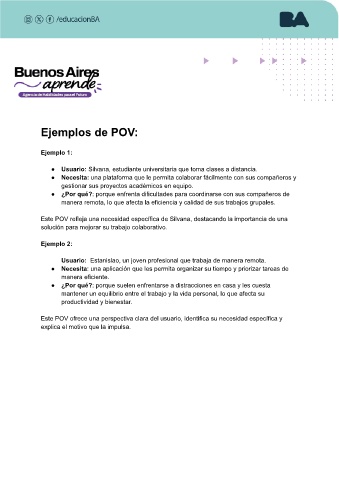 /educacionBA
BA
Buenos Aires
aprende
Agencia de Habilidades para el Futuro
Ejemplos de POV:
Ejemplo 1:
● Usuario: Silvana, estudiante universitaria que toma clases a distancia.
● Necesita: una plataforma que le permita colaborar fácilmente con sus compañeros y
gestionar sus proyectos académicos en equipo.
● ¿Por qué?: porque enfrenta dificultades para coordinarse con sus compañeros de
manera remota, lo que afecta la eficiencia y calidad de sus trabajos grupales.
Este POV refleja una necesidad específica de Silvana, destacando la importancia de una
solución para mejorar su trabajo colaborativo.
Ejemplo 2:
Usuario: Estanislao, un joven profesional que trabaja de manera remota.
● Necesita: una aplicación que les permita organizar su tiempo y priorizar tareas de
manera eficiente.
● ¿Por qué?: porque suelen enfrentarse a distracciones en casa y les cuesta
mantener un equilibrio entre el trabajo y la vida personal, lo que afecta su
productividad y bienestar.
Este POV ofrece una perspectiva clara del usuario, identifica su necesidad específica y
explica el motivo que la impulsa.